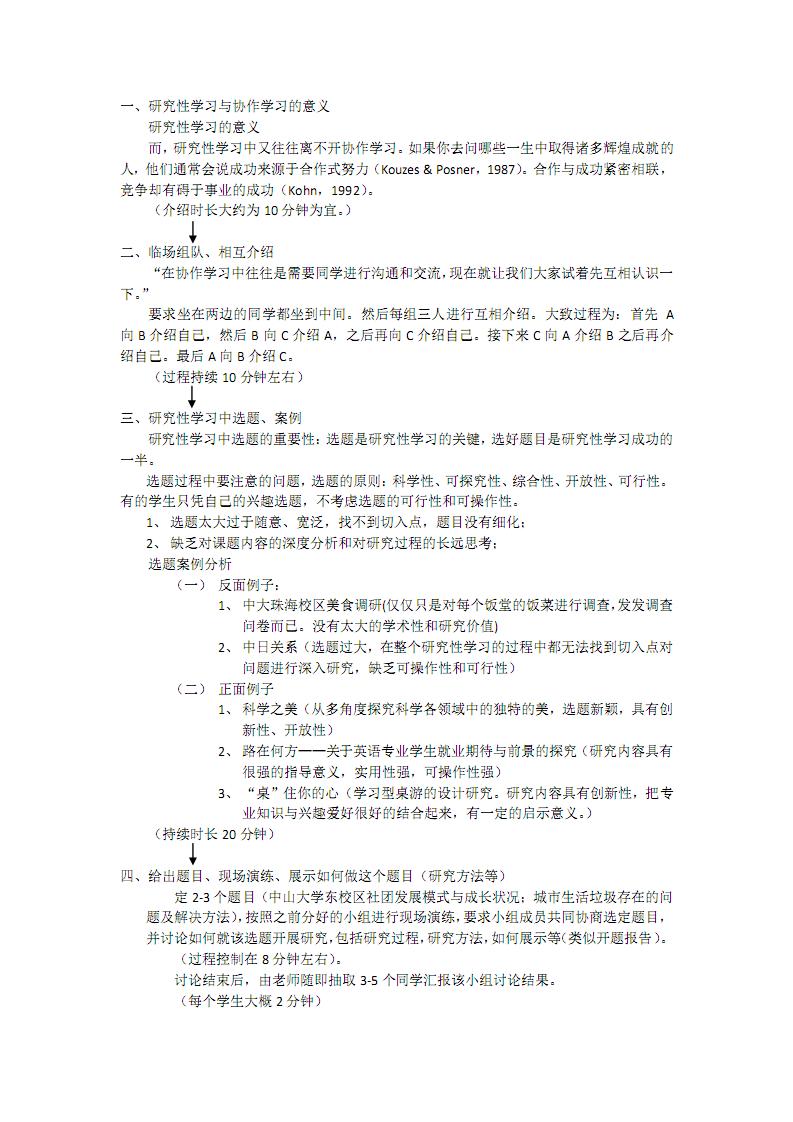 一、研究性学习与协作学习的意义
研究性学习的意义
而，研究性学习中又往往离不开协作学习。如果你去问哪些一生中取得诸多辉煌成就的
人，他们通常会说成功来源于合作式努力（Kouzes & Posner，1987）。合作与成功紧密相联，
竞争却有碍于事业的成功（Kohn，1992）。
（介绍时长大约为 10 分钟为宜。）
二、临场组队、相互介绍
“在协作学习中往往是需要同学进行沟通和交流，现在就让我们大家试着先互相认识一
下。”
要求坐在两边的同学都坐到中间。然后每组三人进行互相介绍。大致过程为：首先 A
向 B 介绍自己，然后 B 向 C 介绍 A，之后再向 C 介绍自己。接下来 C 向 A 介绍 B 之后再介
绍自己。最后 A 向 B 介绍 C。
（过程持续 10 分钟左右）
三、研究性学习中选题、案例
研究性学习中选题的重要性：选题是研究性学习的关键，选好题目是研究性学习成功的
一半。
选题过程中要注意的问题，选题的原则：科学性、可探究性、综合性、开放性、可行性。
有的学生只凭自己的兴趣选题，不考虑选题的可行性和可操作性。
1、 选题太大过于随意、宽泛，找不到切入点，题目没有细化；
2、 缺乏对课题内容的深度分析和对研究过程的长远思考；
选题案例分析
（一） 反面例子：
1、 中大珠海校区美食调研(仅仅只是对每个饭堂的饭菜进行调查，发发调查
问卷而已。没有太大的学术性和研究价值)
2、 中日关系（选题过大，在整个研究性学习的过程中都无法找到切入点对
问题进行深入研究，缺乏可操作性和可行性）
（二） 正面例子
1、 科学之美（从多角度探究科学各领域中的独特的美，选题新颖，具有创
新性、开放性）
2、 路在何方——关于英语专业学生就业期待与前景的探究（研究内容具有
很强的指导意义，实用性强，可操作性强）
3、 “桌”住你的心（学习型桌游的设计研究。研究内容具有创新性，把专
业知识与兴趣爱好很好的结合起来，有一定的启示意义。）
（持续时长 20 分钟）
四、给出题目、现场演练、展示如何做这个题目（研究方法等）
定 2-3 个题目（中山大学东校区社团发展模式与成长状况；城市生活垃圾存在的问
题及解决方法），按照之前分好的小组进行现场演练，要求小组成员共同协商选定题目，
并讨论如何就该选题开展研究，包括研究过程，研究方法，如何展示等（类似开题报告）。
（过程控制在 8 分钟左右）。
讨论结束后，由老师随即抽取 3-5 个同学汇报该小组讨论结果。
（每个学生大概 2 分钟）